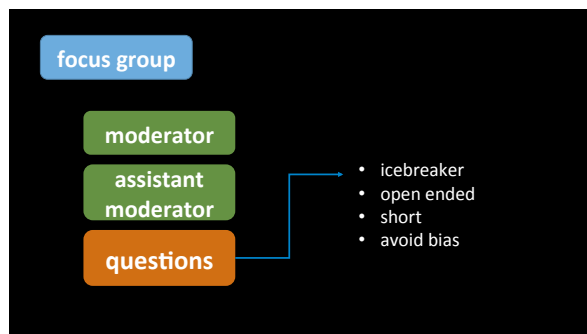 focus group
moderator
assistant
moderator
questions
• icebreaker
• open ended
• short
• avoid bias